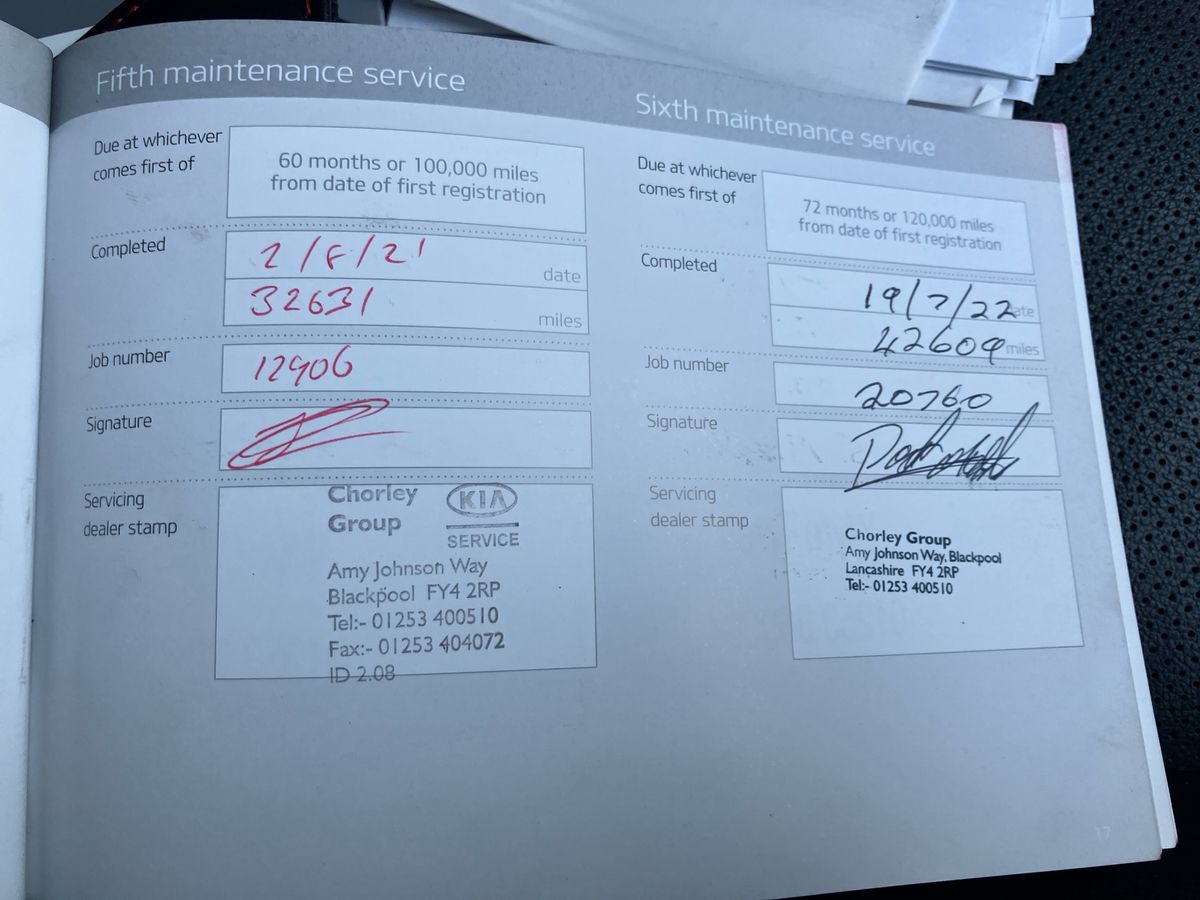 Fifth maintenance service
Due at whichever
comes first of
60 months or 100,000 miles
from date of first registration
Completed
2/8/21
date
32631
miles
Job number
12906
Signature
Servicing
dealer stamp
Chorley
Group
KIA
SERVICE
Amy Johnson Way
Blackpool FY4 2RP
Tel:- 01253 400510
Fax:- 01253 404072
ID 2.08
Sixth maintenance service
Due at whichever
comes first of
72 months or 120,000 miles
from date of first registration
Completed
19/7/22
date
42609
miles
Job number
20760
Signature
Servicing
dealer stamp
Chorley Group
Amy Johnson Way, Blackpool
Lancashire FY4 2RP
Tel:- 01253 400510
17